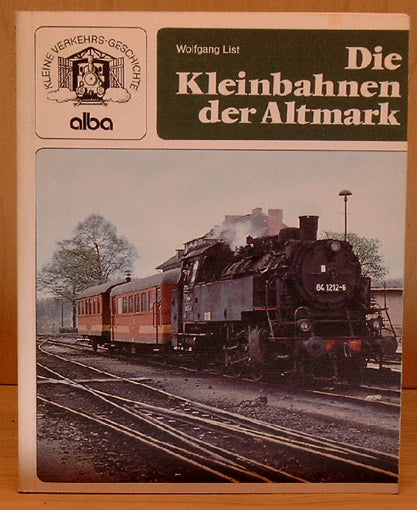 KLEINE VERKEHRS-GESCHICHTE
alba
Wolfgang List
Die
Kleinbahnen
der Altmark
64 1212-6